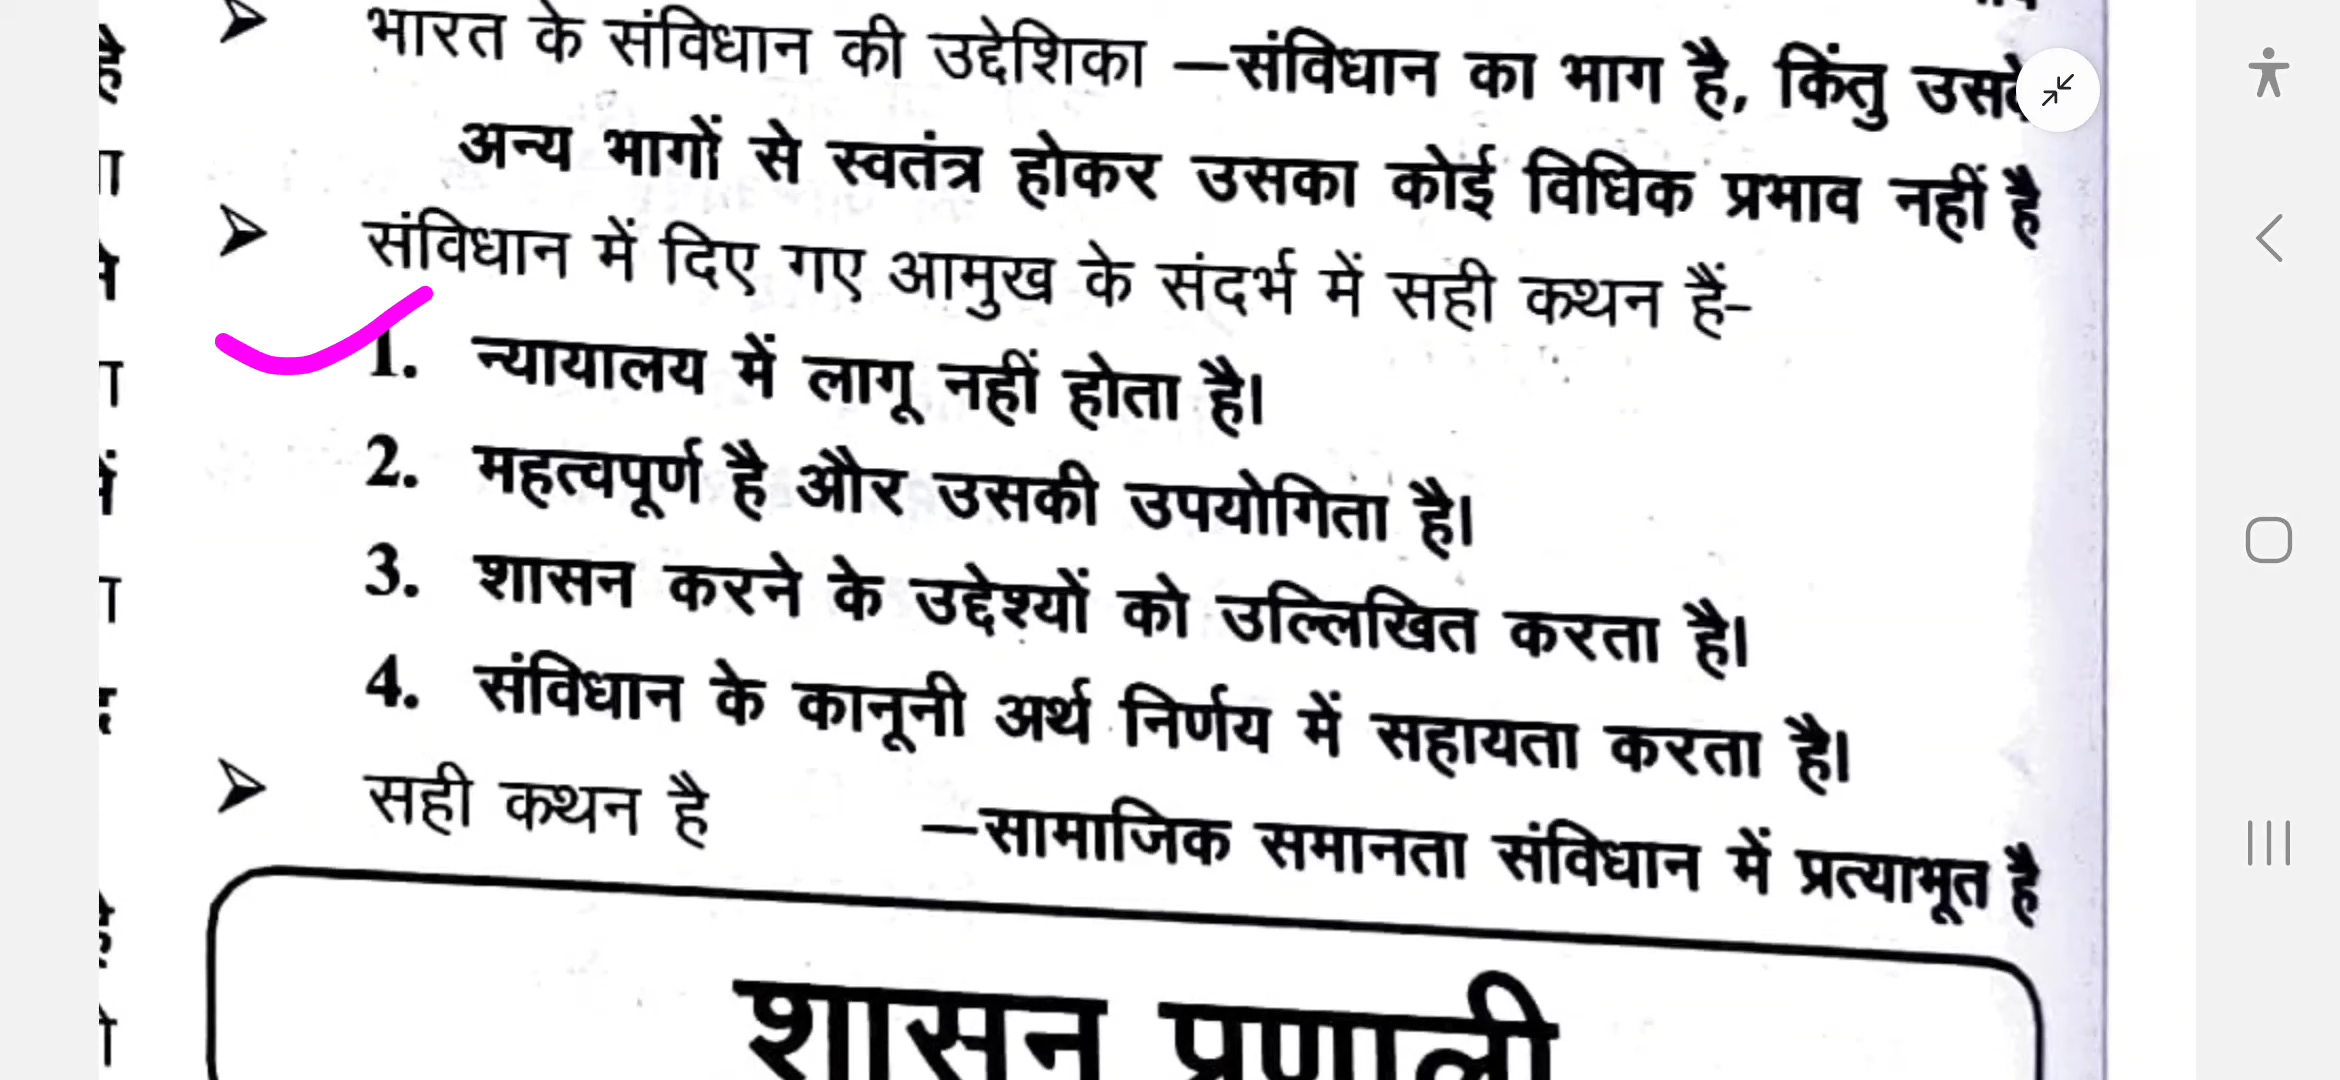 ➤ भारत के संविधान की उद्देशिका –संविधान का भाग है, किंतु
अन्य भागों से स्वतंत्र होकर उसका कोई विधिक प्रभाव नहीं है
➤ संविधान में दिए गए आमुख के संदर्भ में सही कथन हैं–
1. न्यायालय में लागू नहीं होता है।
2. महत्वपूर्ण है और उसकी उपयोगिता है।
3. शासन करने के उद्देश्यों को उल्लिखित करता है।
4. संविधान के कानूनी अर्थ निर्णय में सहायता करता है।
➤ सही कथन है –सामाजिक समानता संविधान में प्रत्याभूत है
शासन प्रणाली